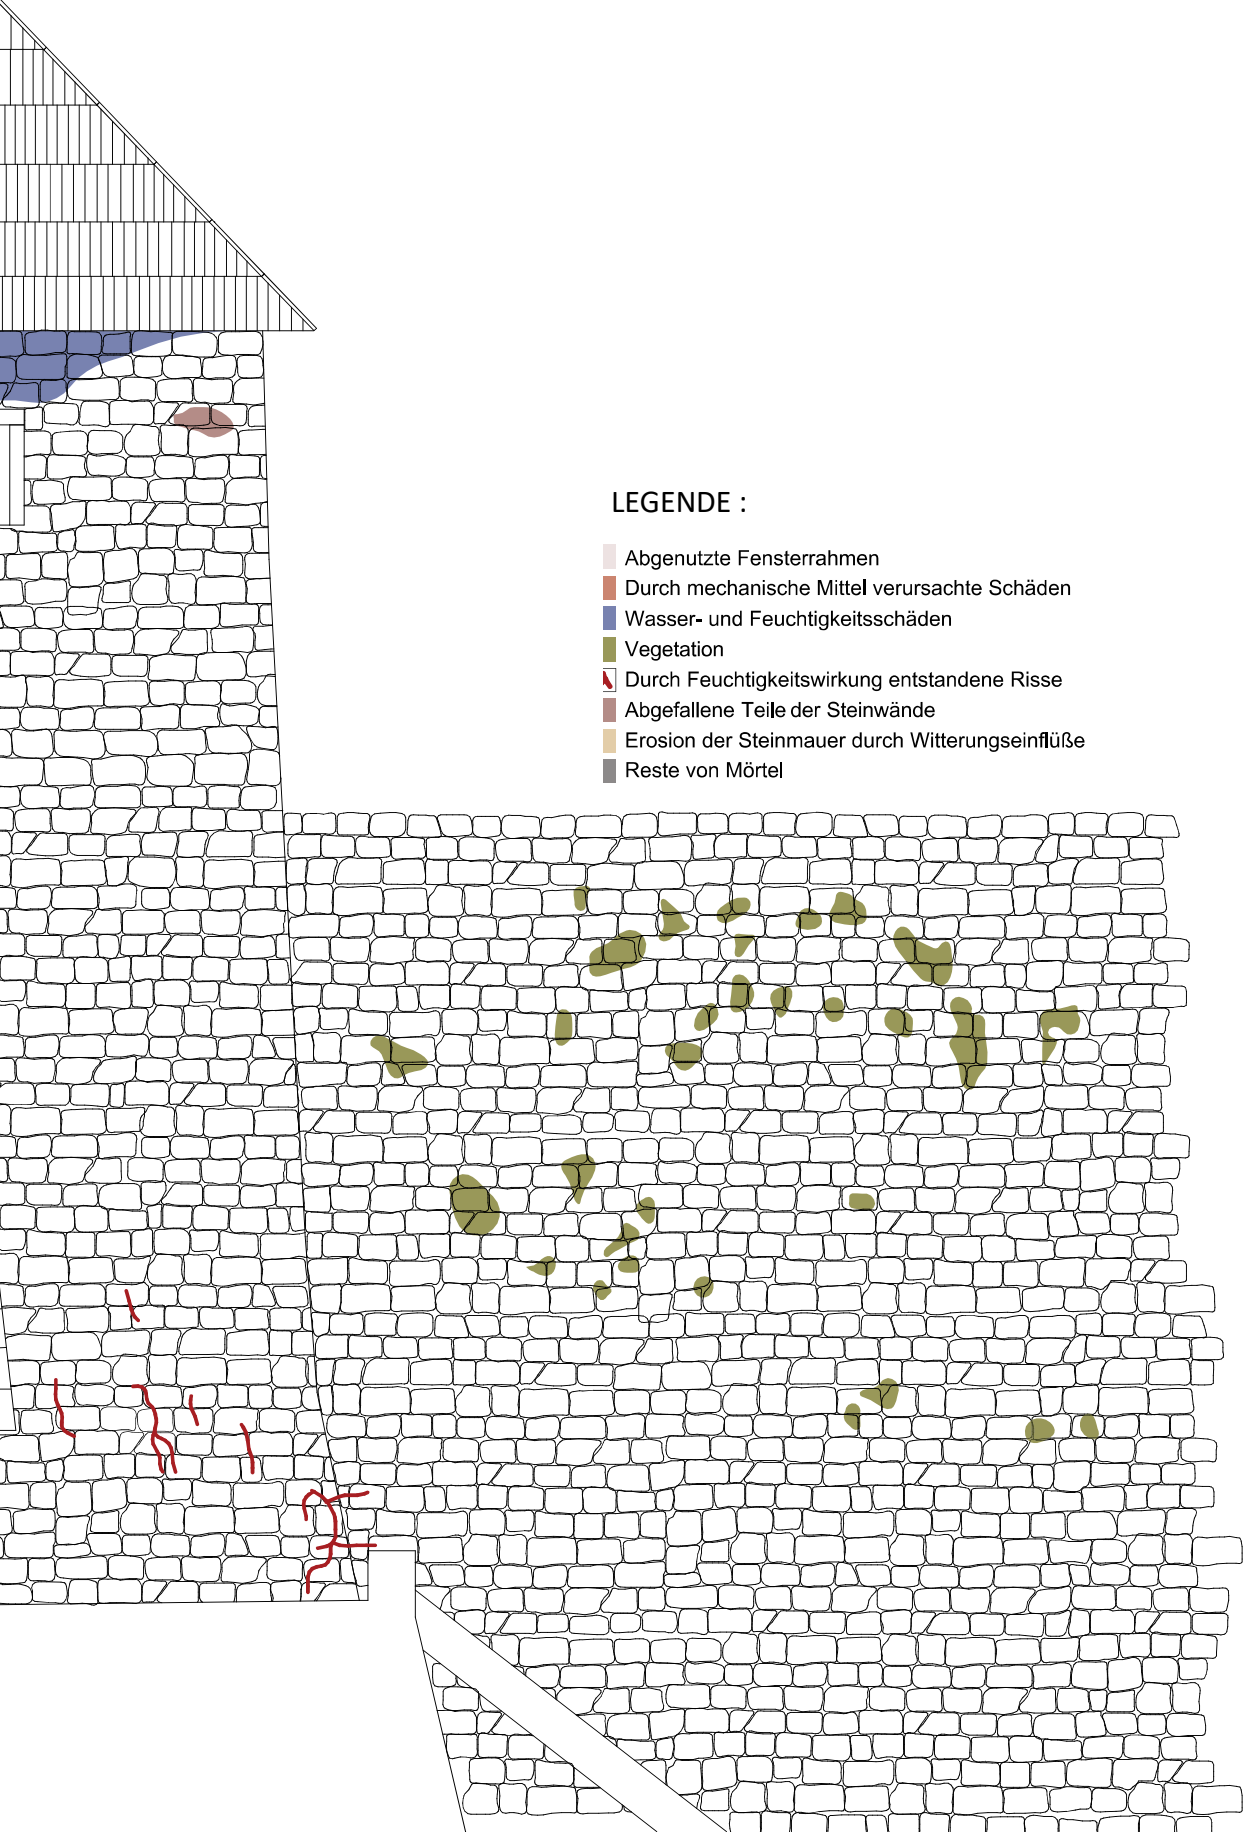 LEGENDE :
Abgenutzte Fensterrahmen
Durch mechanische Mittel verursachte Schäden
Wasser- und Feuchtigkeitsschäden
Vegetation
Durch Feuchtigkeitswirkung entstandene Risse
Abgefallene Teile der Steinwände
Erosion der Steinmauer durch Witterungseinflüße
Reste von Mörtel